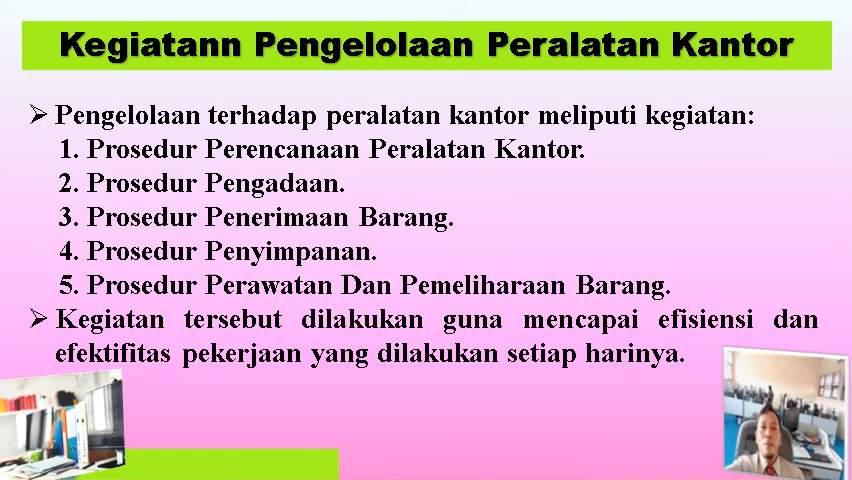 Kegiatann Pengelolaan Peralatan Kantor
➢ Pengelolaan terhadap peralatan kantor meliputi kegiatan:
1. Prosedur Perencanaan Peralatan Kantor.
2. Prosedur Pengadaan.
3. Prosedur Penerimaan Barang.
4. Prosedur Penyimpanan.
5. Prosedur Perawatan Dan Pemeliharaan Barang.
➢ Kegiatan tersebut dilakukan guna mencapai efisiensi dan
efektifitas pekerjaan yang dilakukan setiap harinya.